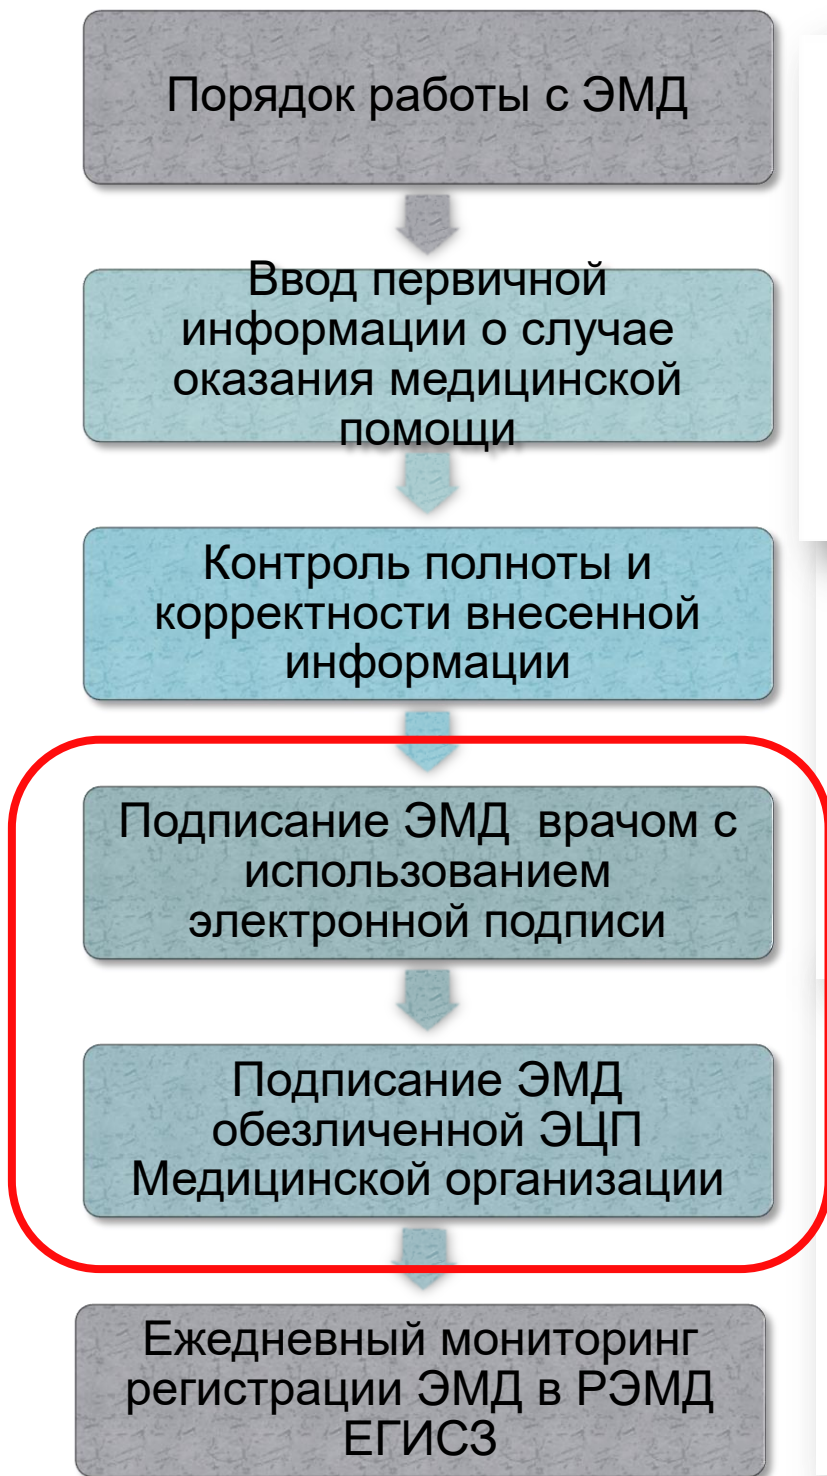 Порядок работы с ЭМД
Ввод первичной
информации о случае
оказания медицинской
помощи
Контроль полноты и
корректности внесенной
информации
Подписание ЭМД  врачом с
использованием
электронной подписи
Подписание ЭМД
обезличенной ЭЦП
Медицинской организации
Ежедневный мониторинг
регистрации ЭМД в РЭМД
ЕГИСЗ